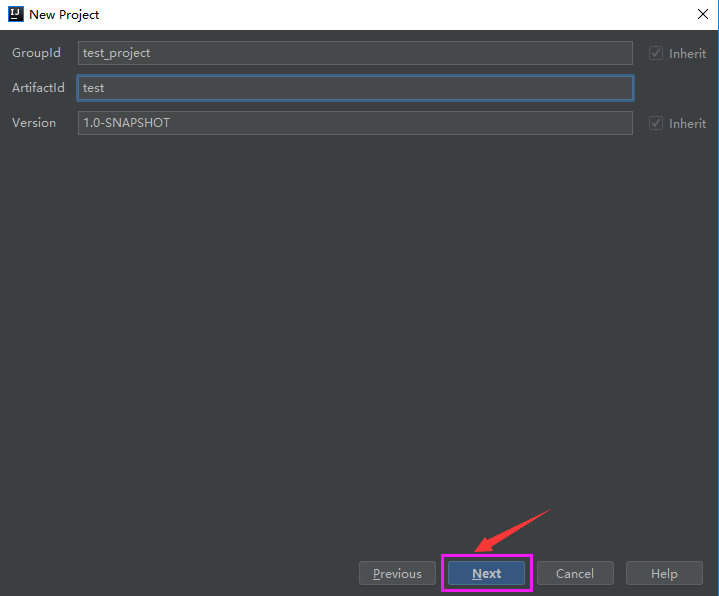 New Project
GroupId test_project Inherit
ArtifactId test
Version 1.0-SNAPSHOT Inherit
Previous Next Cancel Help